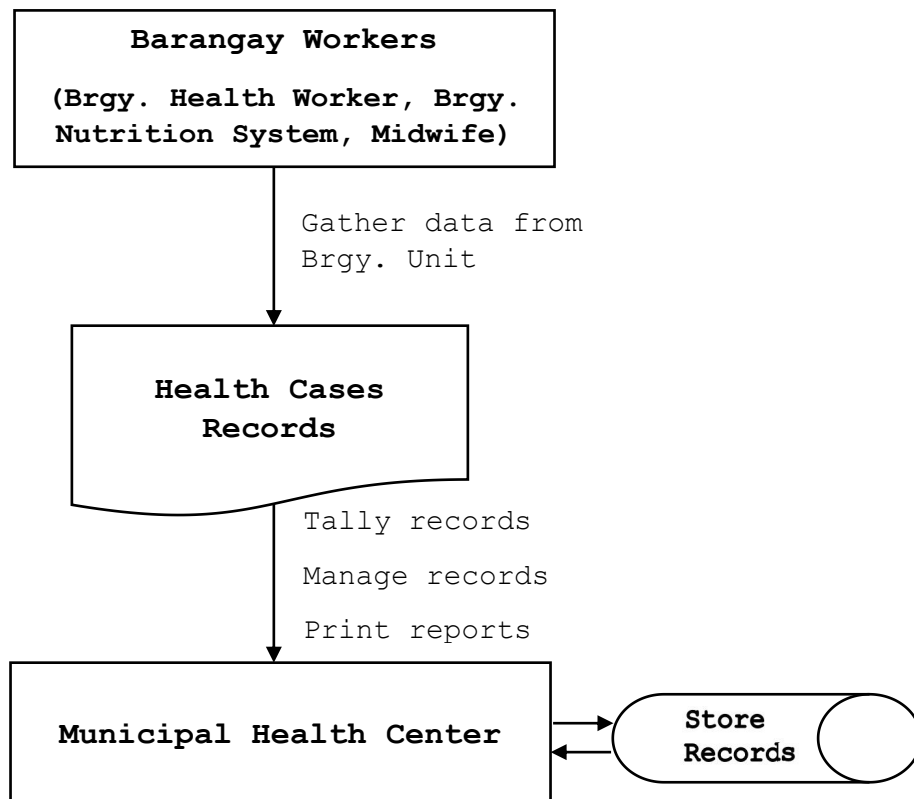 Barangay Workers
(Brgy. Health Worker, Brgy.
Nutrition System, Midwife)
Gather data from
Brgy. Unit
Health Cases
Records
Tally records
Manage records
Print reports
Municipal Health Center
Store
Records